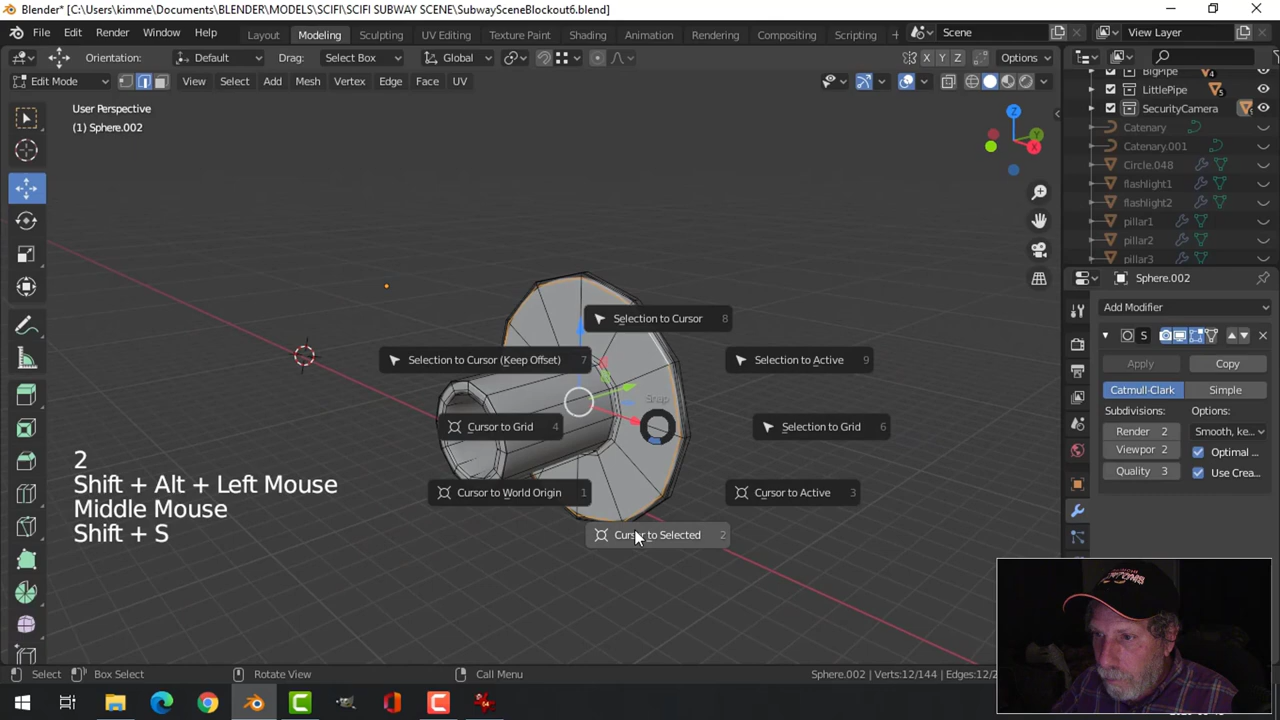 Blender* [C:\Users\kimme\Documents\BLENDER\MODELS\SCIFI\SCIFI SUBWAY SCENE\SubwaySceneBlockout6.blend]
File Edit Render Window Help Layout Modeling Sculpting UV Editing Texture Paint Shading Animation Rendering Compositing Scripting + Scene View Layer
Orientation: Default Drag: Select Box Global X Y Z Options
Edit Mode View Select Add Mesh Vertex Edge Face UV
User Perspective
(1) Sphere.002
Z
Y
X
BigPipe 4
LittlePipe 5
SecurityCamera
Catenary
Catenary.001
Circle.048
flashlight1
flashlight2
pillar1
pillar2
pillar3
Sphere.002
Add Modifier
S
Apply Copy
Catmull-Clark Simple
Subdivisions: Options:
Render 2 Smooth, ke...
Viewpor 2 Optimal ...
Quality 3 Use Crea...
Selection to Cursor 8
Selection to Cursor (Keep Offset) 7
Selection to Active 9
Snap
Cursor to Grid 4
Selection to Grid 6
Cursor to World Origin 1
Cursor to Active 3
Cursor to Selected 2
2
Shift + Alt + Left Mouse
Middle Mouse
Shift + S
Select Box Select Rotate View Call Menu Sphere.002 | Verts:12/144 | Edges:12/2
64